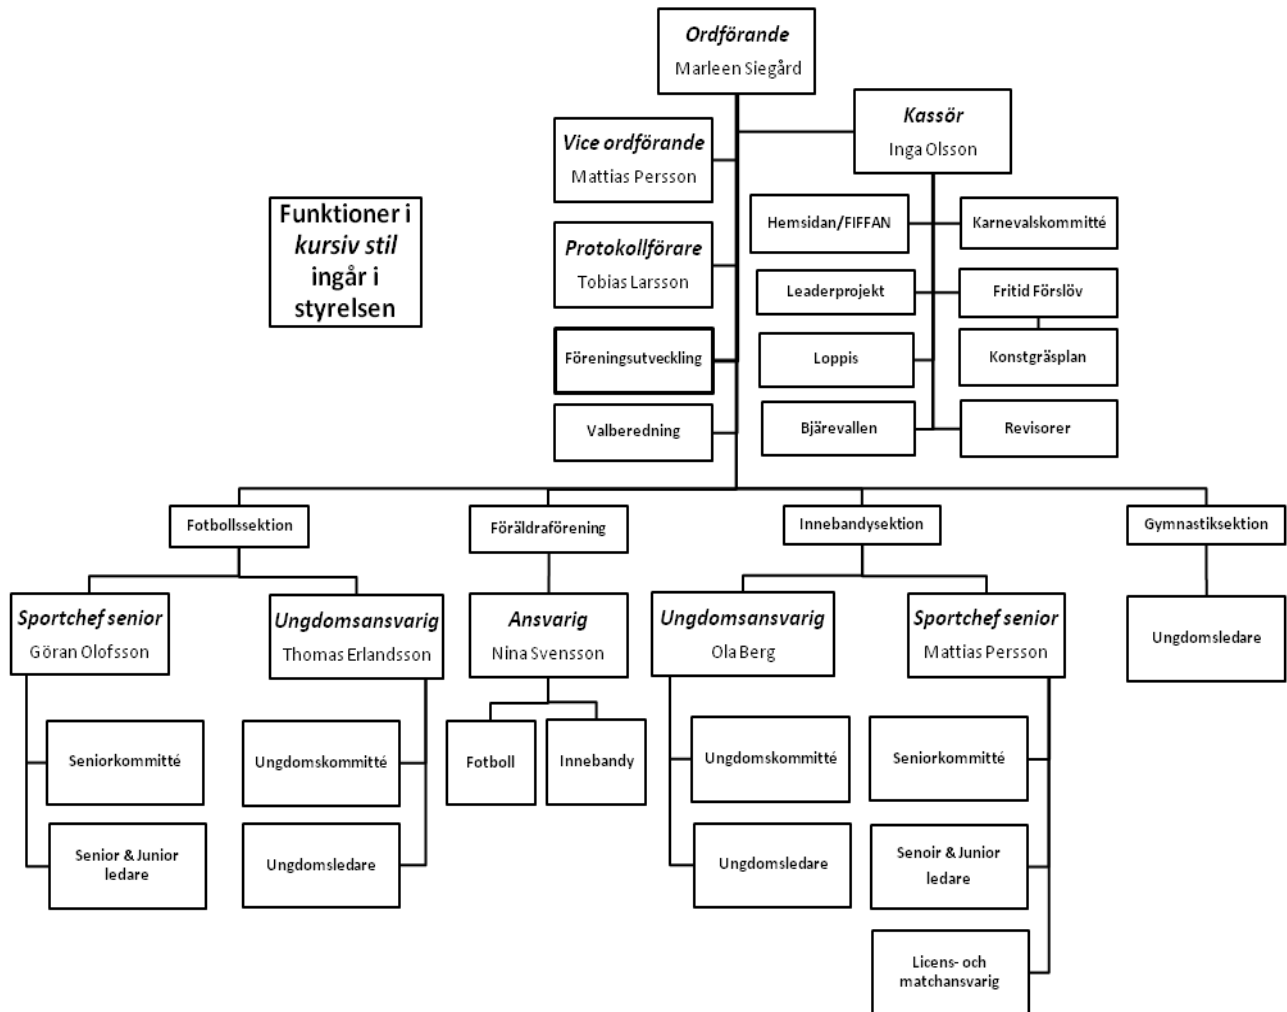 Ordförande
Marleen Siegård
Kassör
Inga Olsson
Vice ordförande
Mattias Persson
Funktioner i
kursiv stil
ingår i
styrelsen
Protokollförare
Tobias Larsson
Hemsidan/FIFFAN
Karnevalskommitté
Leaderprojekt
Fritid Förslöv
Föreningsutveckling
Loppis
Konstgräsplan
Valberedning
Bjärevallen
Revisorer
Fotbollssektion
Föräldraförening
Innebandysektion
Gymnastiksektion
Sportchef senior
Göran Olofsson
Ungdomsansvarig
Thomas Erlandsson
Ansvarig
Nina Svensson
Ungdomsansvarig
Ola Berg
Sportchef senior
Mattias Persson
Ungdomsledare
Seniorkommitté
Ungdomskommitté
Fotboll
Innebandy
Ungdomskommitté
Seniorkommitté
Senior & Junior
ledare
Ungdomsledare
Ungdomsledare
Senoir & Junior
ledare
Licens- och
matchansvarig